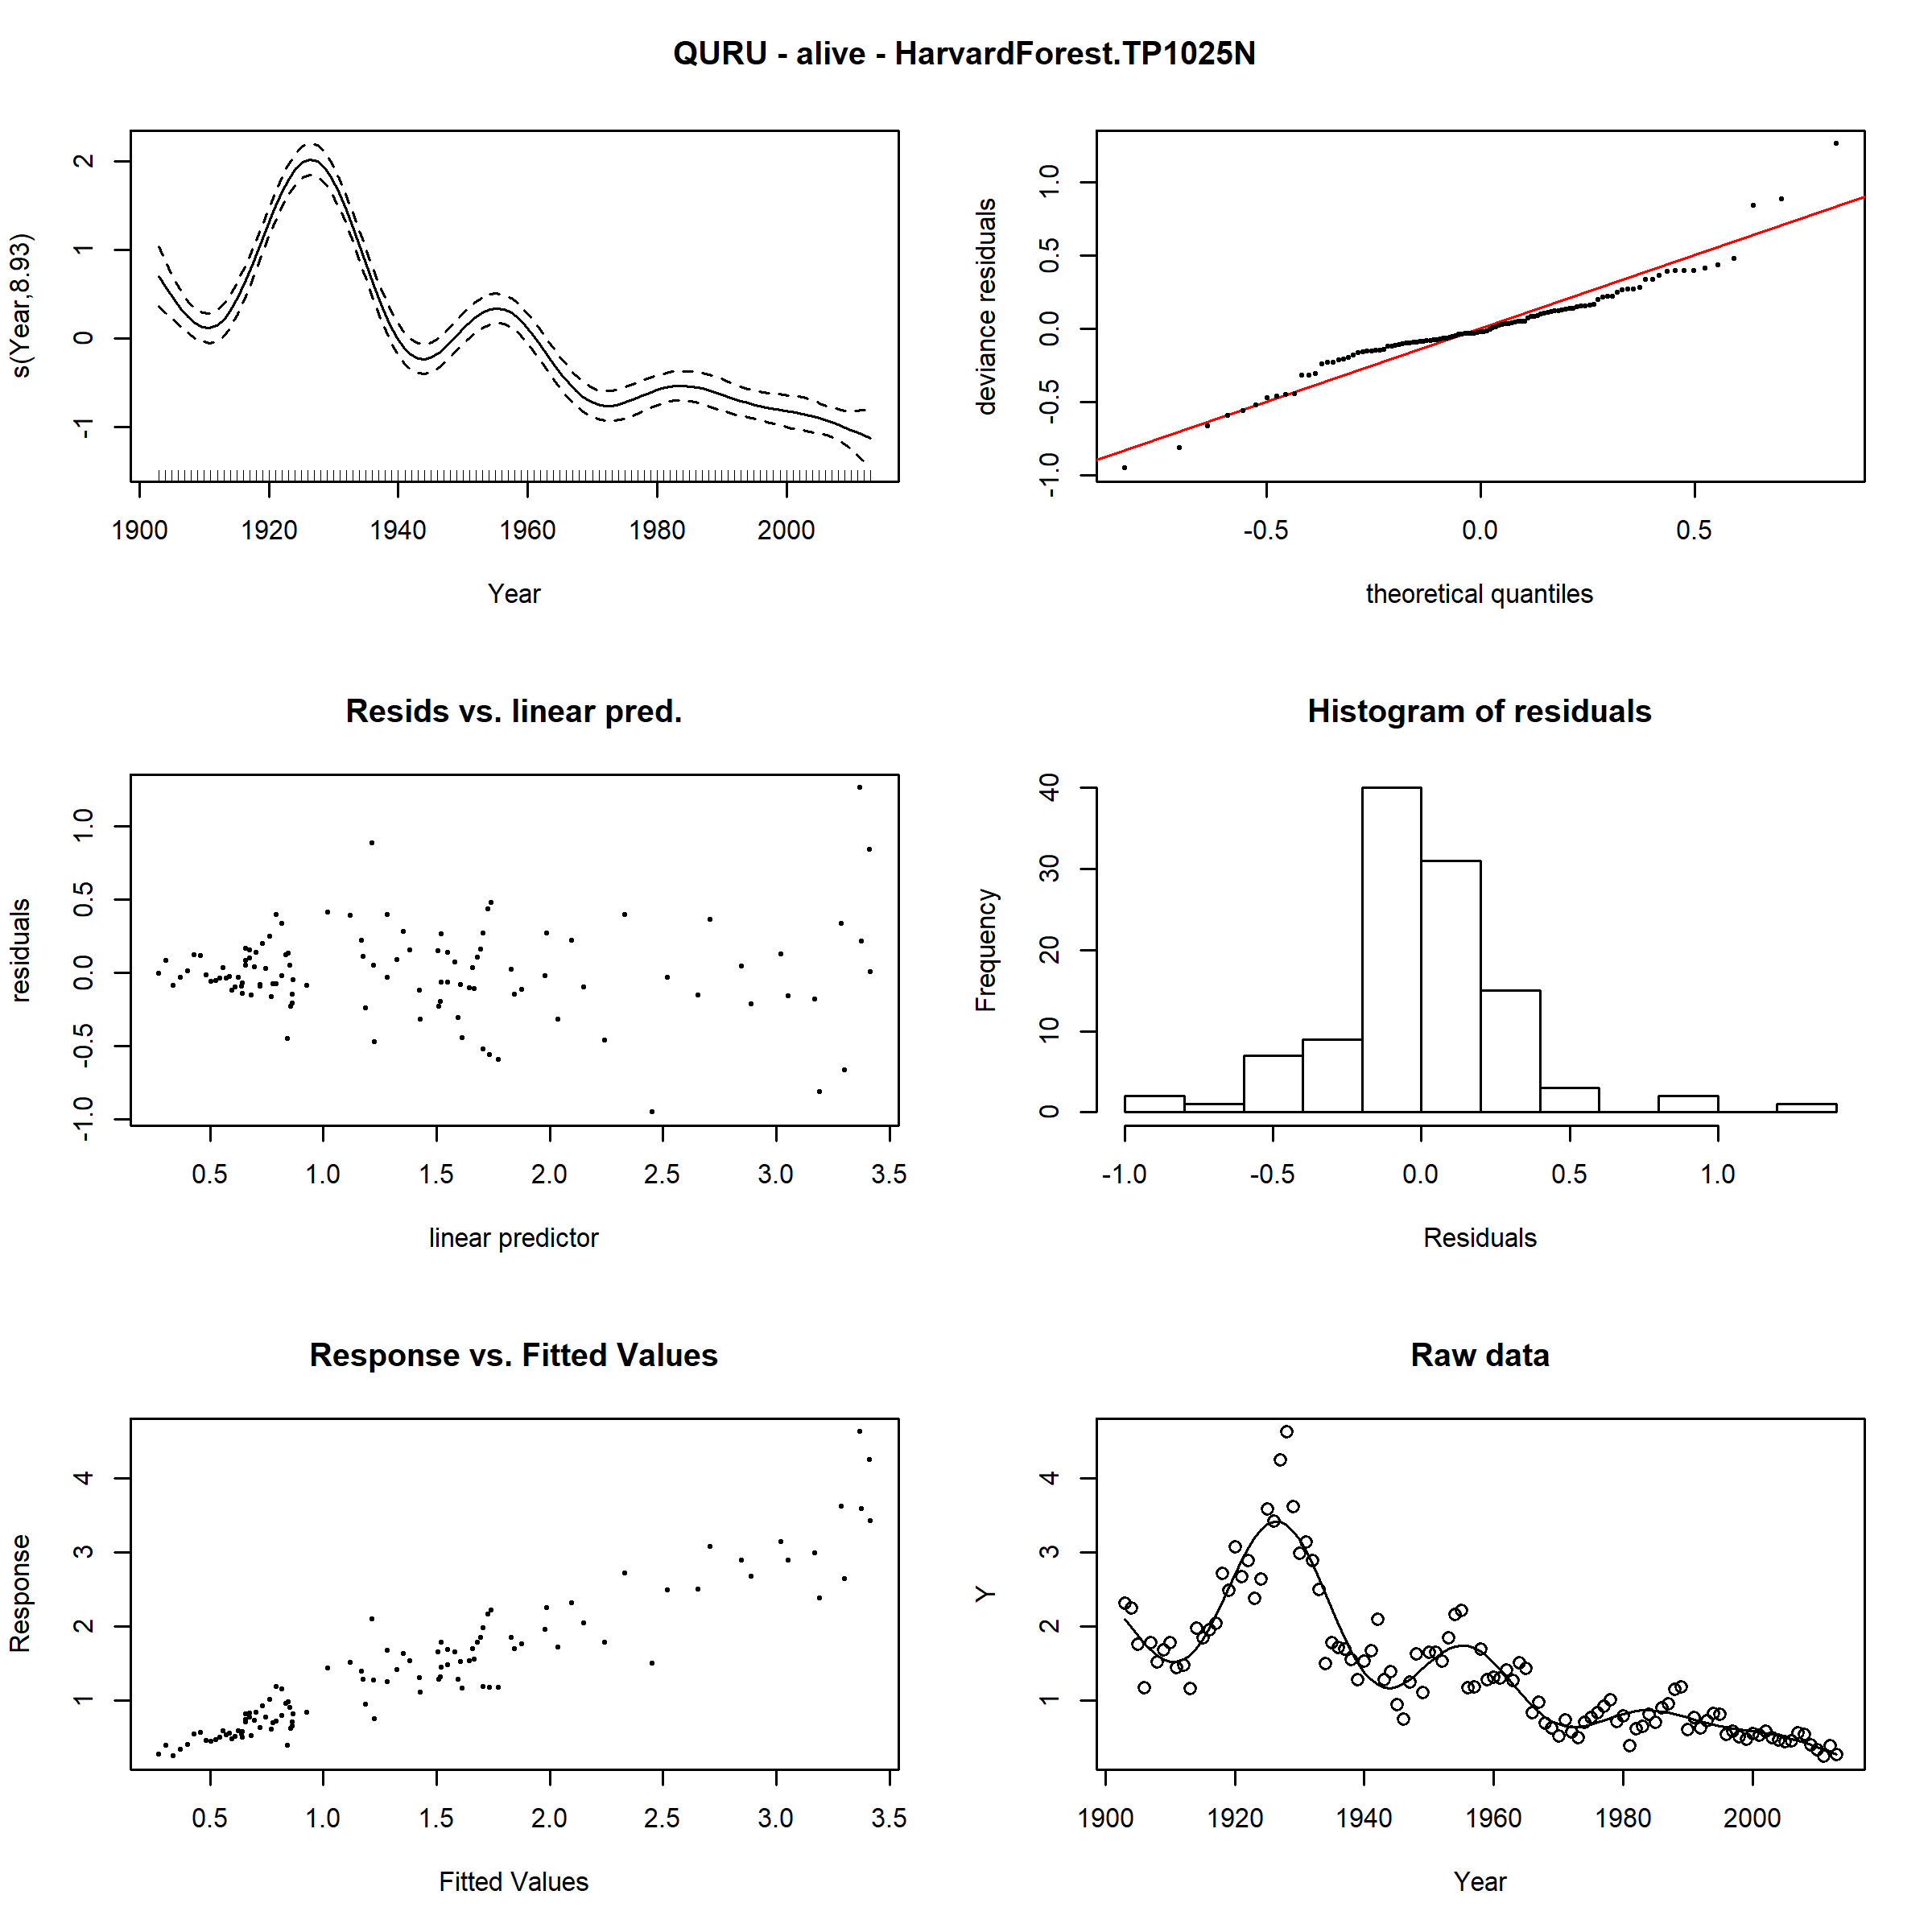 QURU - alive - HarvardForest.TP1025N
s(Year,8.93)
2
1
0
-1
1900 1920 1940 1960 1980 2000
Year
deviance residuals
1.0
0.5
0.0
-0.5
-1.0
-0.5 0.0 0.5
theoretical quantiles
Resids vs. linear pred.
residuals
1.0
0.5
0.0
-0.5
-1.0
0.5 1.0 1.5 2.0 2.5 3.0 3.5
linear predictor
Histogram of residuals
Frequency
40
30
20
10
0
-1.0 -0.5 0.0 0.5 1.0
Residuals
Response vs. Fitted Values
Response
4
3
2
1
0.5 1.0 1.5 2.0 2.5 3.0 3.5
Fitted Values
Raw data
Y
4
3
2
1
1900 1920 1940 1960 1980 2000
Year